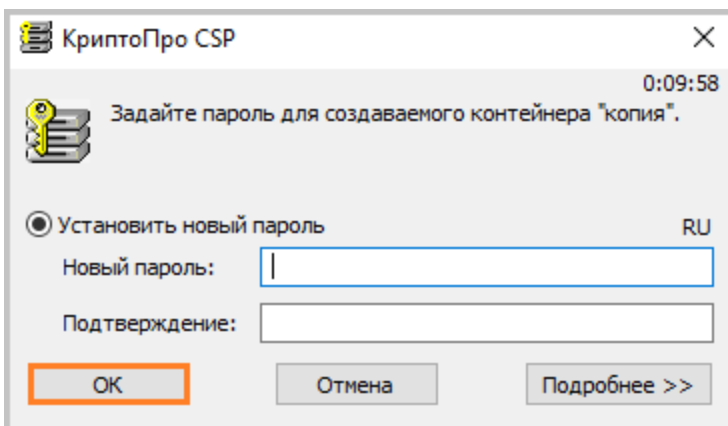 КриптоПро CSP
0:09:58
Задайте пароль для создаваемого контейнера "копия".
Установить новый пароль RU
Новый пароль:
Подтверждение:
ОК Отмена Подробнее >>